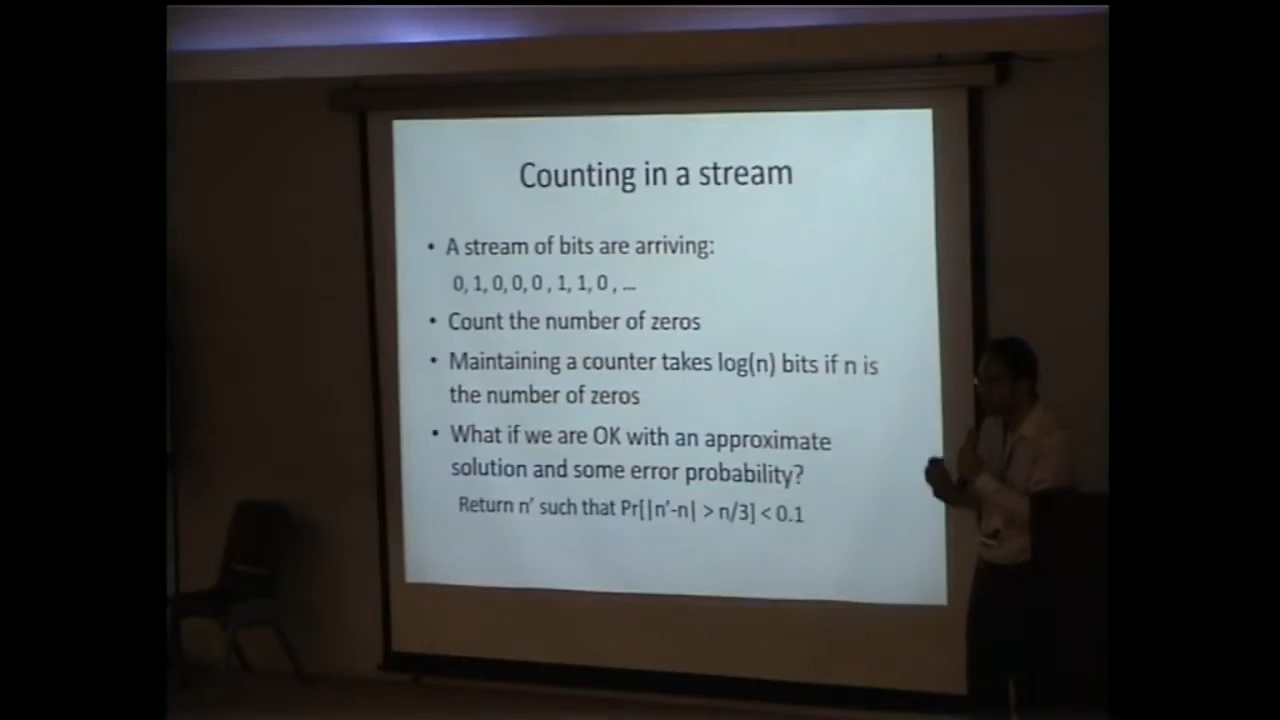 Counting in a stream
• A stream of bits are arriving:
0, 1, 0, 0, 0 , 1, 1, 0 , ...
• Count the number of zeros
• Maintaining a counter takes log(n) bits if n is
the number of zeros
• What if we are OK with an approximate
solution and some error probability?
Return n' such that Pr[|n'-n| > n/3] < 0.1